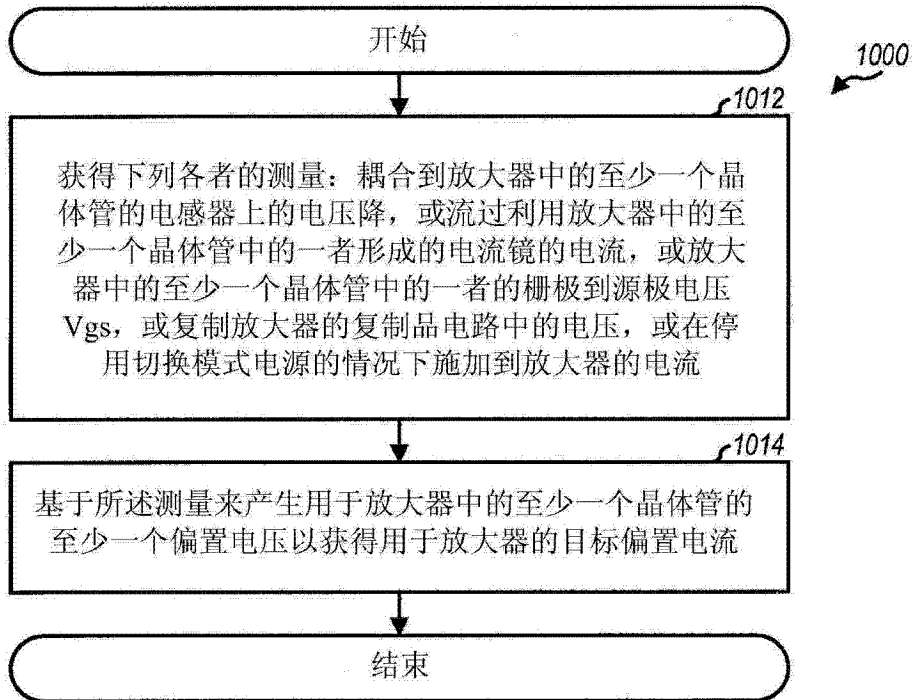 开始
1000
1012
获得下列各者的测量：耦合到放大器中的至少一个晶
体管的电感器上的电压降，或流过利用放大器中的至
少一个晶体管中的一者形成的电流镜的电流，或放大
器中的至少一个晶体管中的一者的栅极到源极电压
Vgs，或复制放大器的复制品电路中的电压，或在停
用切换模式电源的情况下施加到放大器的电流
1014
基于所述测量来产生用于放大器中的至少一个晶体管的
至少一个偏置电压以获得用于放大器的目标偏置电流
结束